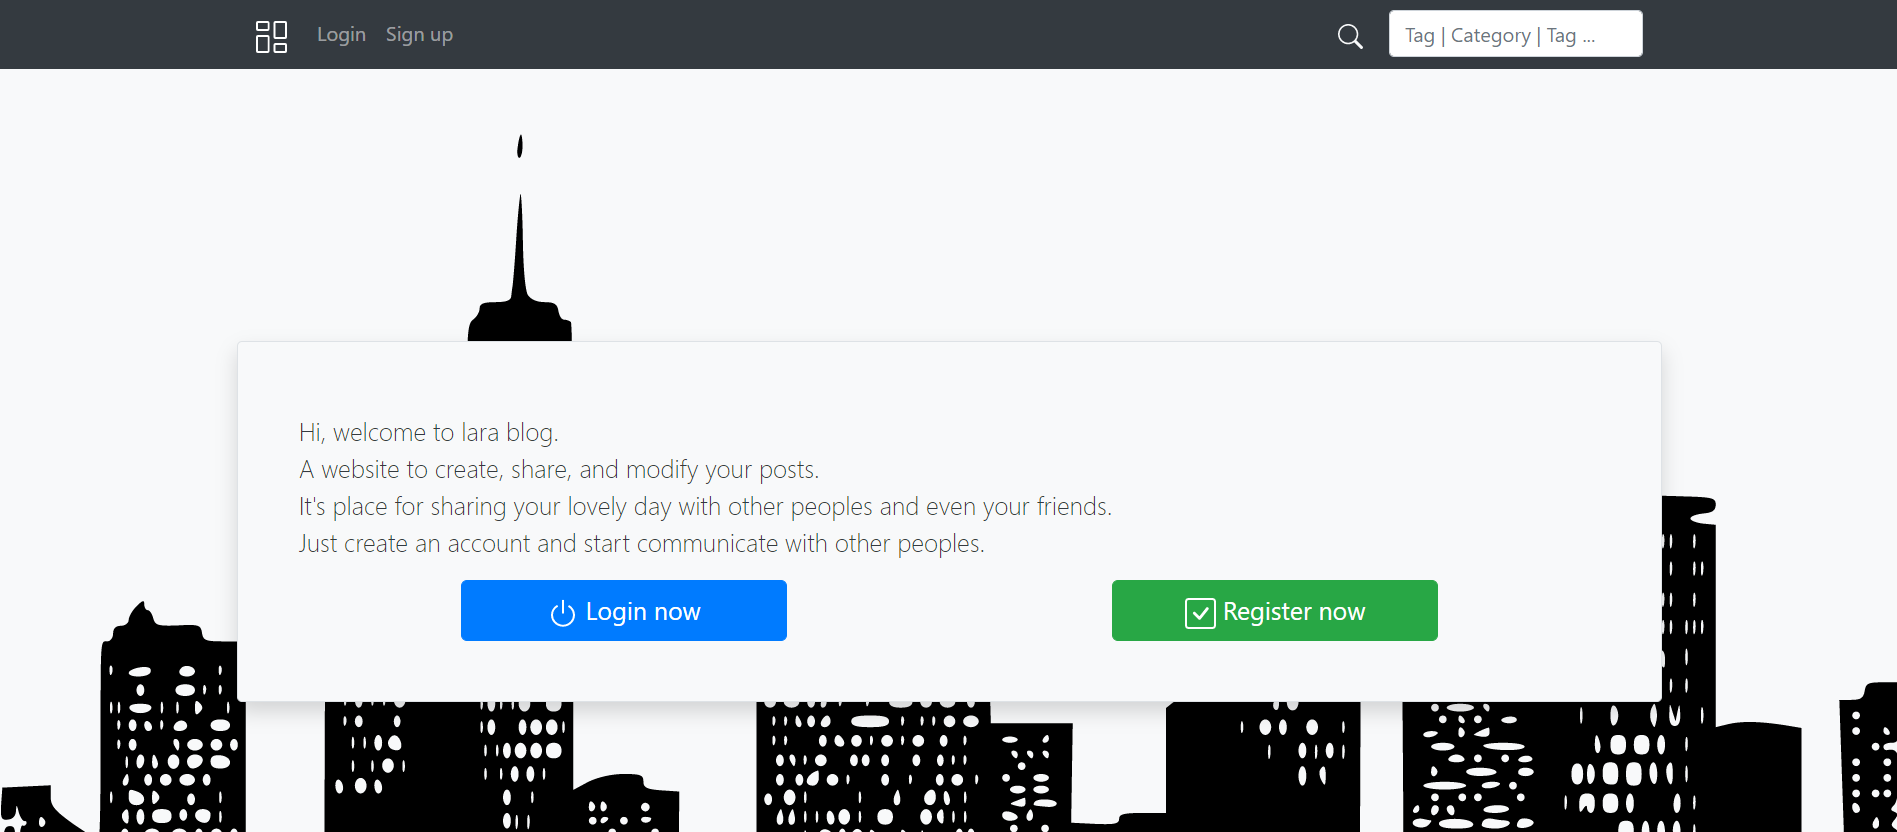 Login Sign up
Tag | Category | Tag ...
Hi, welcome to lara blog.
A website to create, share, and modify your posts.
It's place for sharing your lovely day with other peoples and even your friends.
Just create an account and start communicate with other peoples.
Login now
Register now